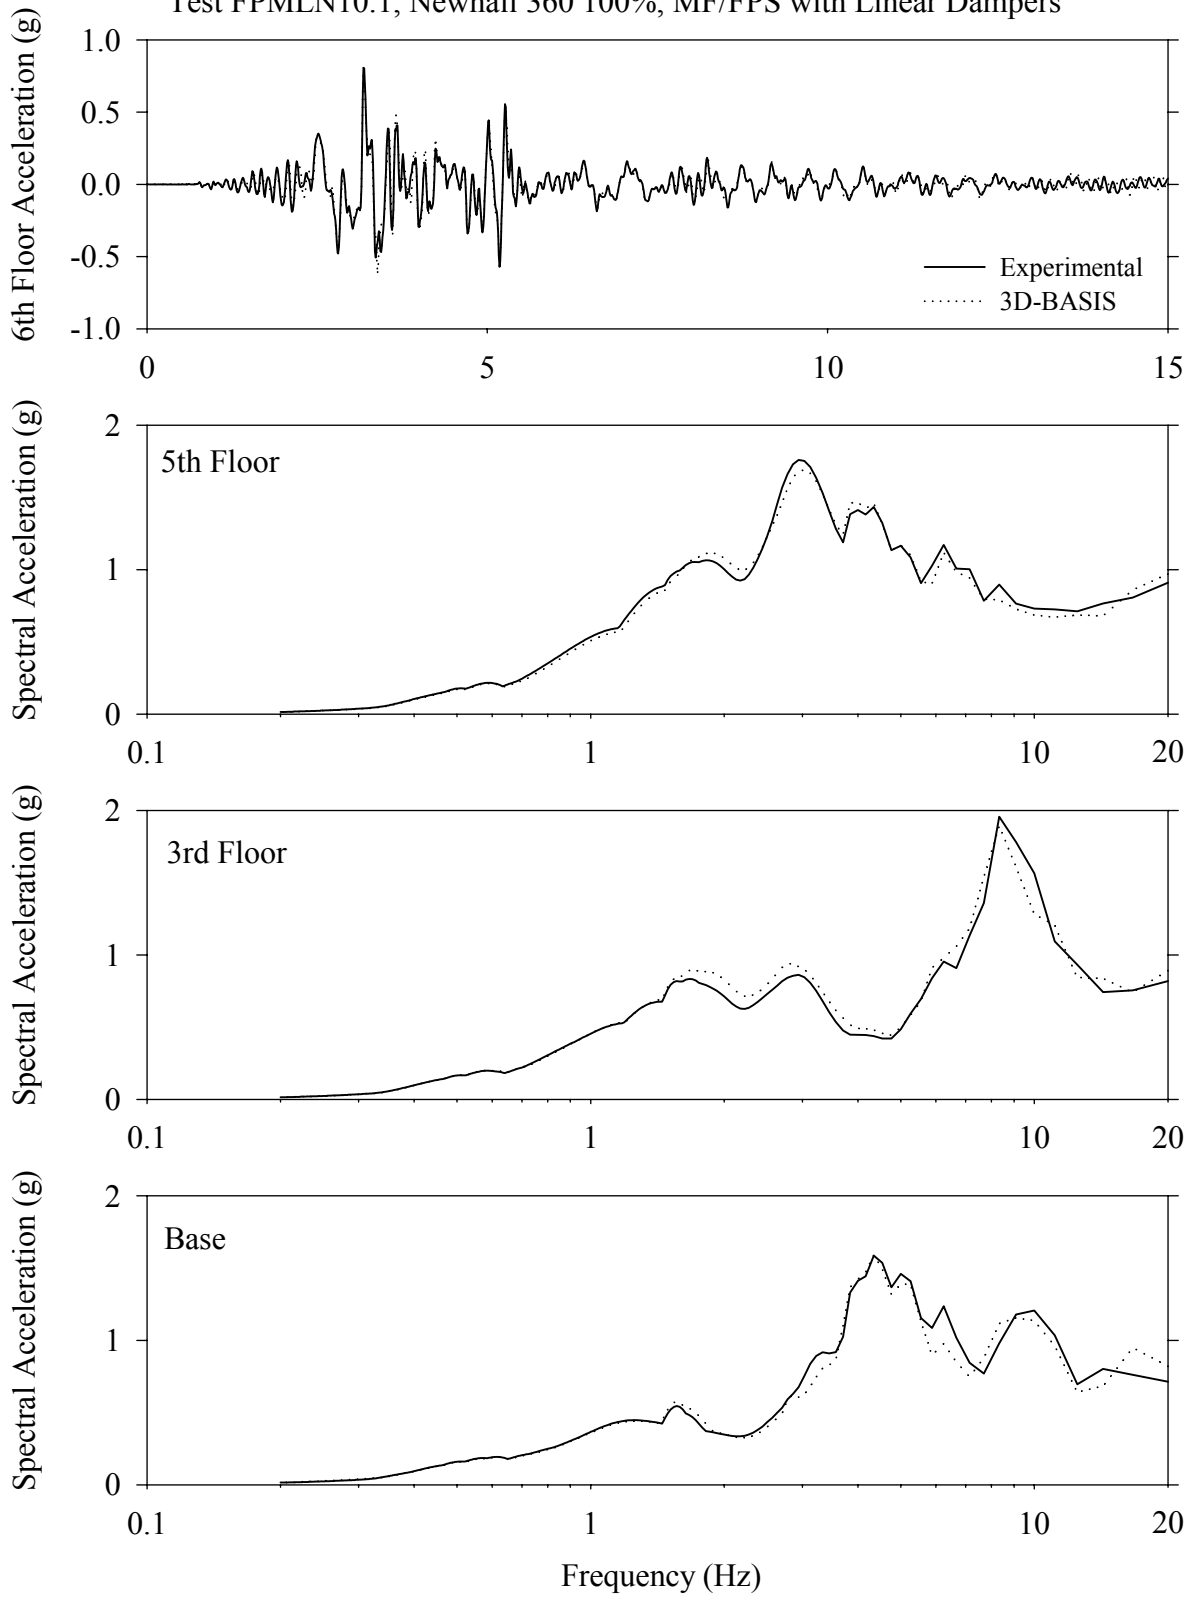 Test FPMLN10.1, Newhall 360 100%, MF/FPS with Linear Dampers
6th Floor Acceleration (g)
1.0
0.5
0.0
-0.5
-1.0
Experimental
3D-BASIS
0 5 10 15
Spectral Acceleration (g)
2
1
0
5th Floor
0.1 1 10 20
Spectral Acceleration (g)
2
1
0
3rd Floor
0.1 1 10 20
Spectral Acceleration (g)
2
1
0
Base
0.1 1 10 20
Frequency (Hz)